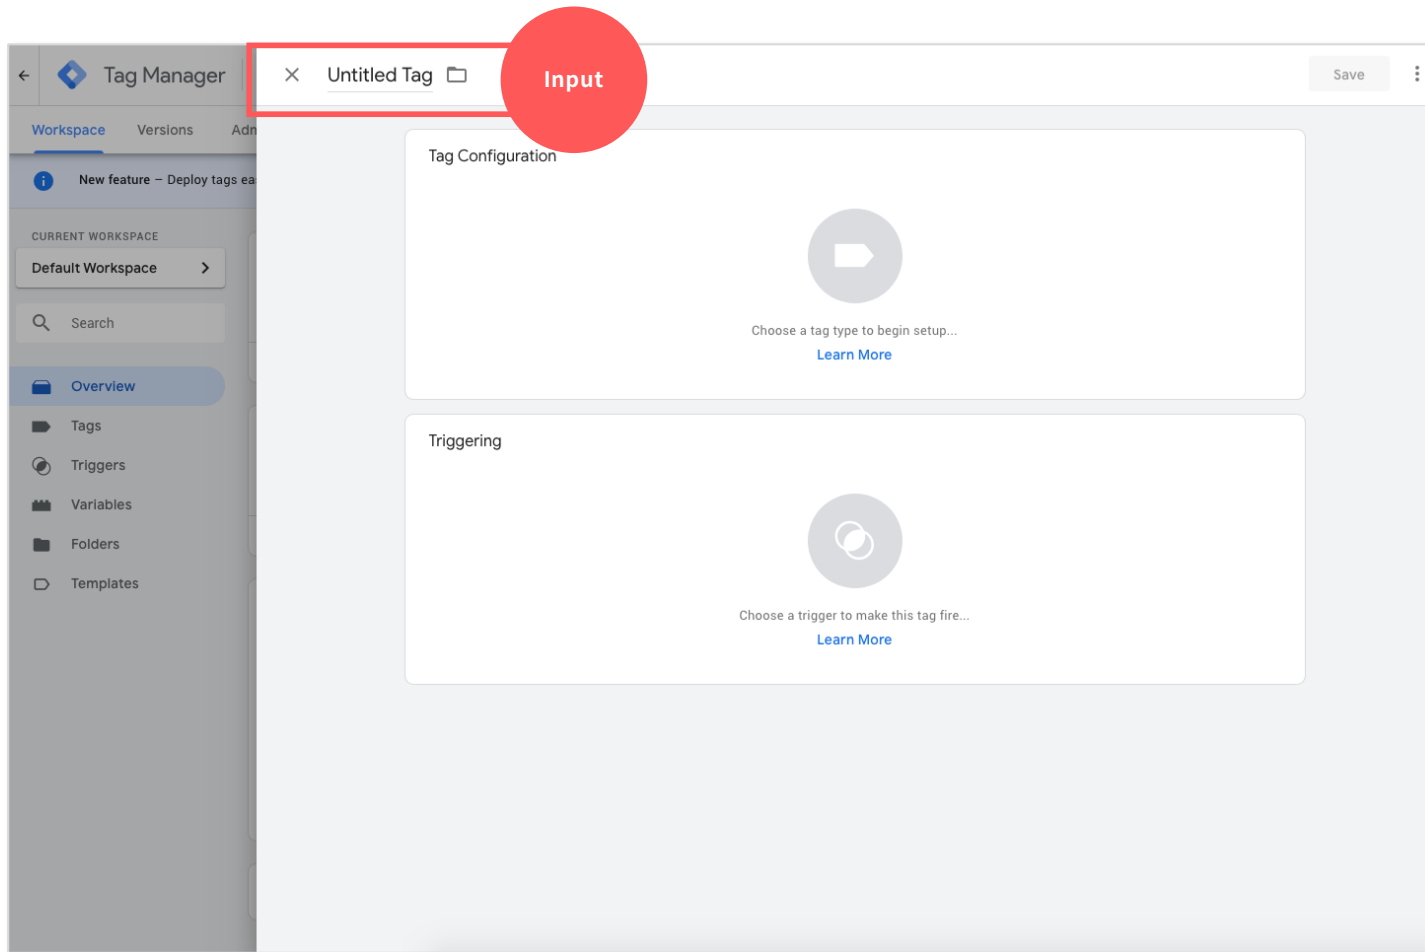 Tag Manager
Untitled Tag
Input
Save
Workspace
Versions
New feature – Deploy tags
Tag Configuration
CURRENT WORKSPACE
Default Workspace
Search
Choose a tag type to begin setup...
Learn More
Overview
Tags
Triggers
Variables
Folders
Templates
Triggering
Choose a trigger to make this tag fire...
Learn More